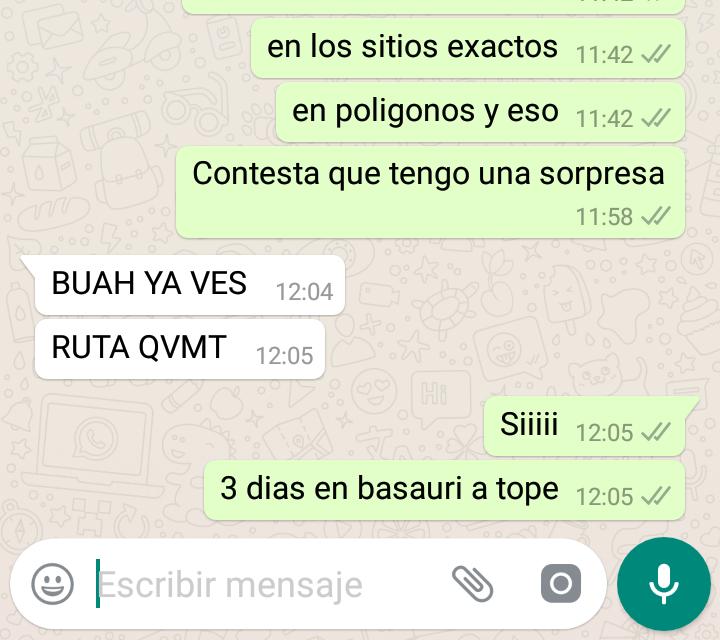 en los sitios exactos 11:42
en poligonos y eso 11:42
Contesta que tengo una sorpresa
11:58
BUAH YA VES 12:04
RUTA QVMT 12:05
Siiiii 12:05
3 dias en basauri a tope 12:05
Escribir mensaje